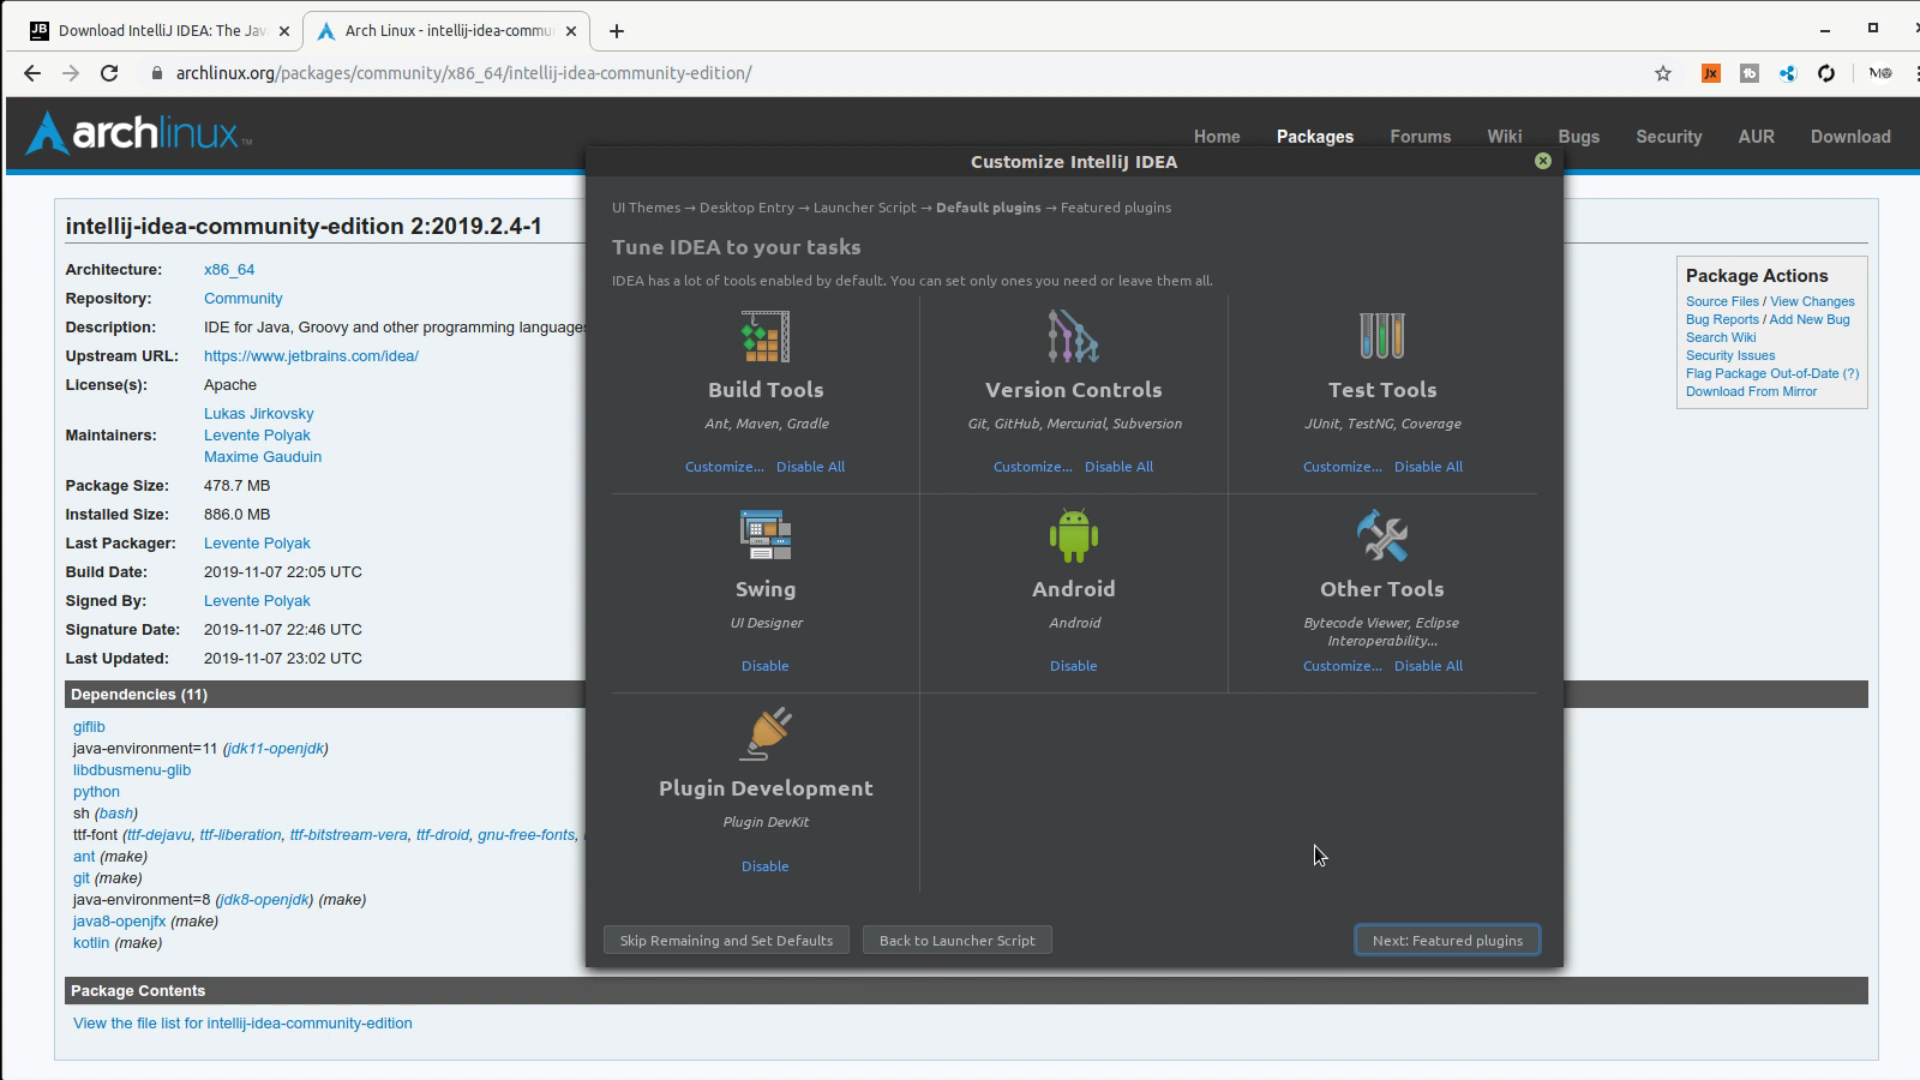 JB Download IntelliJ IDEA: The Jav
Arch Linux - intellij-idea-commu
archlinux.org/packages/community/x86_64/intellij-idea-community-edition/
Jx
archlinux™
Home Packages Forums Wiki Bugs Security AUR Download
Customize IntelliJ IDEA
UI Themes → Desktop Entry → Launcher Script → Default plugins → Featured plugins
Tune IDEA to your tasks
IDEA has a lot of tools enabled by default. You can set only ones you need or leave them all.
Build Tools
Ant, Maven, Gradle
Customize... Disable All
Version Controls
Git, GitHub, Mercurial, Subversion
Customize... Disable All
Test Tools
JUnit, TestNG, Coverage
Customize... Disable All
Swing
UI Designer
Disable
Android
Android
Disable
Other Tools
Bytecode Viewer, Eclipse
Interoperability...
Customize... Disable All
Plugin Development
Plugin DevKit
Disable
Skip Remaining and Set Defaults
Back to Launcher Script
Next: Featured plugins
intellij-idea-community-edition 2:2019.2.4-1
Architecture: x86_64
Repository: Community
Description: IDE for Java, Groovy and other programming languages
Upstream URL: https://www.jetbrains.com/idea/
License(s): Apache
Maintainers:
Lukas Jirkovsky
Levente Polyak
Maxime Gauduin
Package Size: 478.7 MB
Installed Size: 886.0 MB
Last Packager: Levente Polyak
Build Date: 2019-11-07 22:05 UTC
Signed By: Levente Polyak
Signature Date: 2019-11-07 22:46 UTC
Last Updated: 2019-11-07 23:02 UTC
Dependencies (11)
giflib
java-environment=11 (jdk11-openjdk)
libdbusmenu-glib
python
sh (bash)
ttf-font (ttf-dejavu, ttf-liberation, ttf-bitstream-vera, ttf-droid, gnu-free-fonts,
ant (make)
git (make)
java-environment=8 (jdk8-openjdk) (make)
java8-openjfx (make)
kotlin (make)
Package Contents
View the file list for intellij-idea-community-edition
Package Actions
Source Files / View Changes
Bug Reports / Add New Bug
Search Wiki
Security Issues
Flag Package Out-of-Date (?)
Download From Mirror